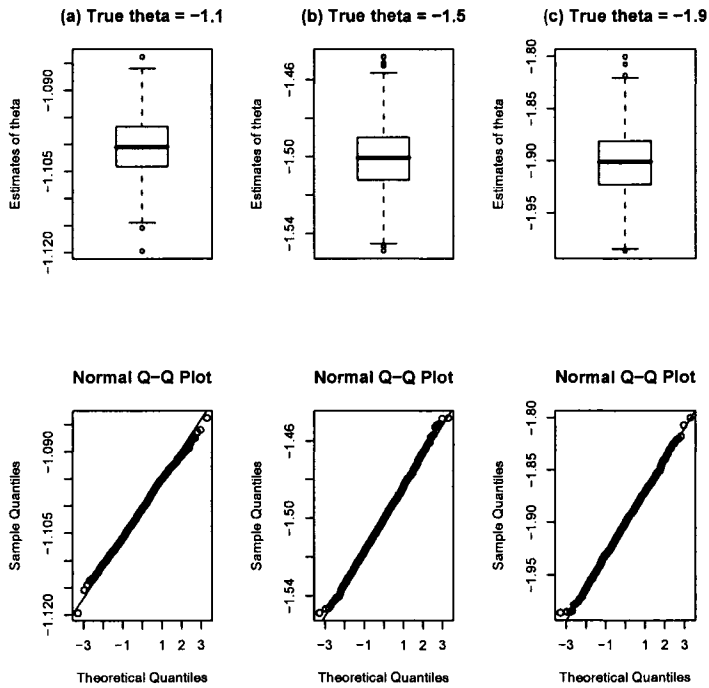 (a) True theta = −1.1
(b) True theta = −1.5
(c) True theta = −1.9
Estimates of theta
−1.090
−1.105
−1.120
Estimates of theta
−1.46
−1.50
−1.54
Estimates of theta
−1.80
−1.85
−1.90
−1.95
Normal Q−Q Plot
Normal Q−Q Plot
Normal Q−Q Plot
Sample Quantiles
−1.090
−1.105
−1.120
Sample Quantiles
−1.46
−1.50
−1.54
Sample Quantiles
−1.80
−1.85
−1.90
−1.95
−3 −1 1 2 3
−3 −1 1 2 3
−3 −1 1 2 3
Theoretical Quantiles
Theoretical Quantiles
Theoretical Quantiles